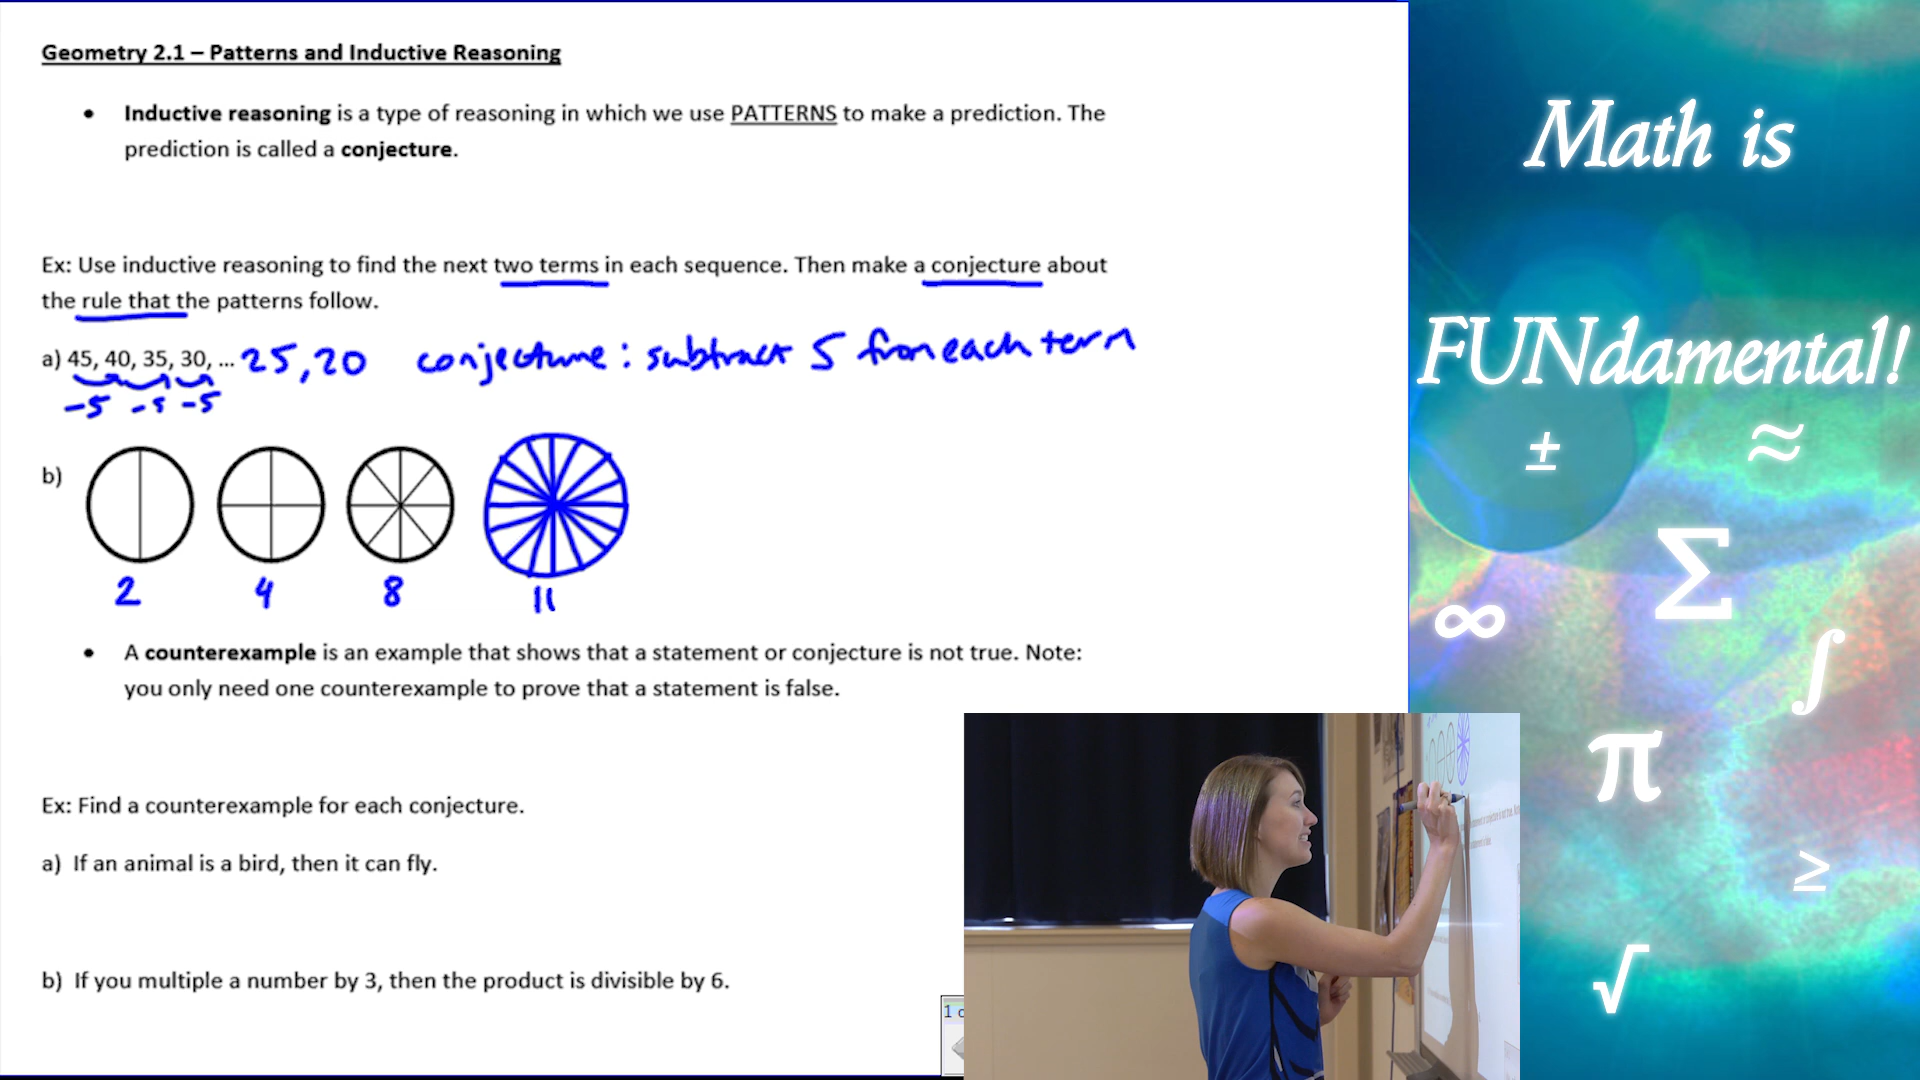 Geometry 2.1 – Patterns and Inductive Reasoning
• Inductive reasoning is a type of reasoning in which we use PATTERNS to make a prediction. The
prediction is called a conjecture.
Ex: Use inductive reasoning to find the next two terms in each sequence. Then make a conjecture about
the rule that the patterns follow.
a) 45, 40, 35, 30, ... 25, 20 conjecture: subtract 5 from each term
-5 -5 -5
b)
2 4 8 11
• A counterexample is an example that shows that a statement or conjecture is not true. Note:
you only need one counterexample to prove that a statement is false.
Ex: Find a counterexample for each conjecture.
a) If an animal is a bird, then it can fly.
b) If you multiple a number by 3, then the product is divisible by 6.
Math is
FUNdamental!
± ≈
Σ
∞
∫
π
≥
√